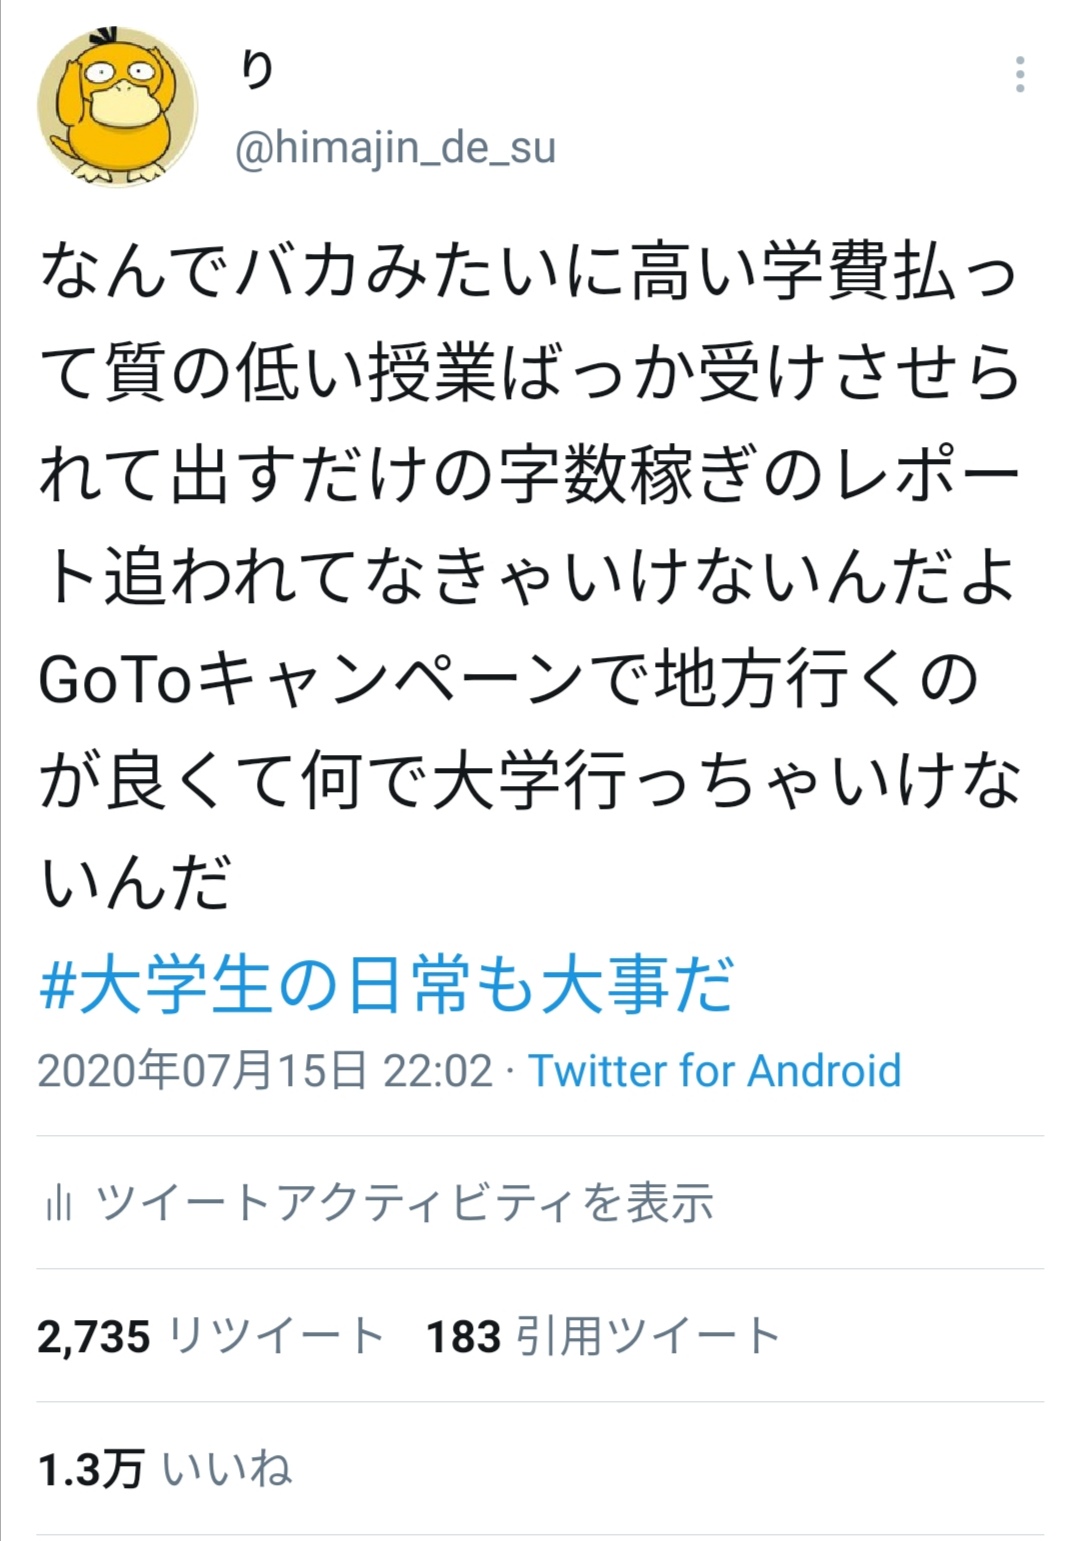 り
@himajin_de_su
なんでバカみたいに高い学費払っ
て質の低い授業ばっか受けさせら
れて出すだけの字数稼ぎのレポー
ト追われてなきゃいけないんだよ
GoToキャンペーンで地方行くの
が良くて何で大学行っちゃいけな
いんだ
#大学生の日常も大事だ
2020年07月15日 22:02 · Twitter for Android
ツイートアクティビティを表示
2,735 リツイート 183 引用ツイート
1.3万 いいね